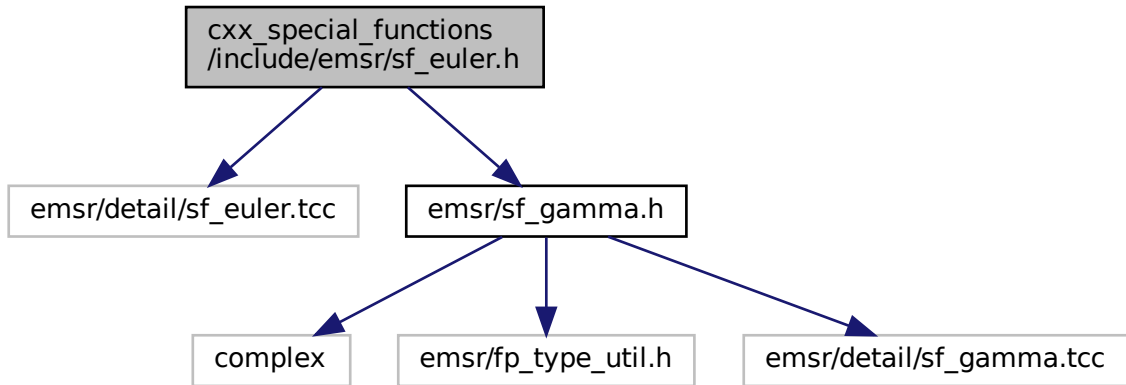 cxx_special_functions
/include/emsr/sf_euler.h
emsr/detail/sf_euler.tcc
emsr/sf_gamma.h
complex
emsr/fp_type_util.h
emsr/detail/sf_gamma.tcc